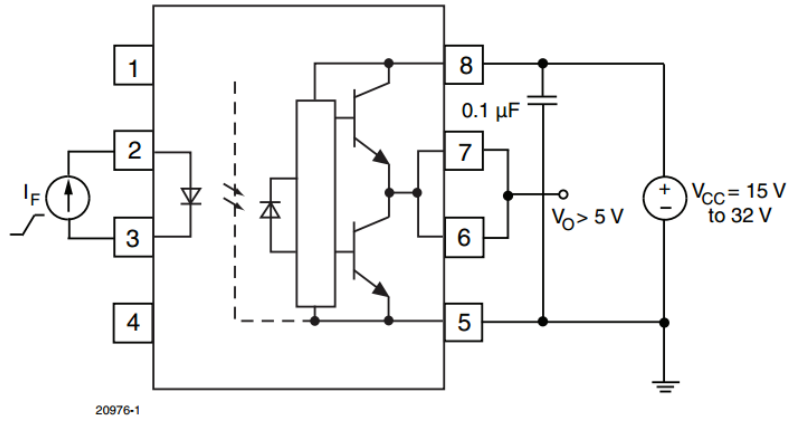 1
8
0.1 µF
2
7
IF
+
−
VCC = 15 V
to 32 V
VO> 5 V
3
6
4
5
20976-1